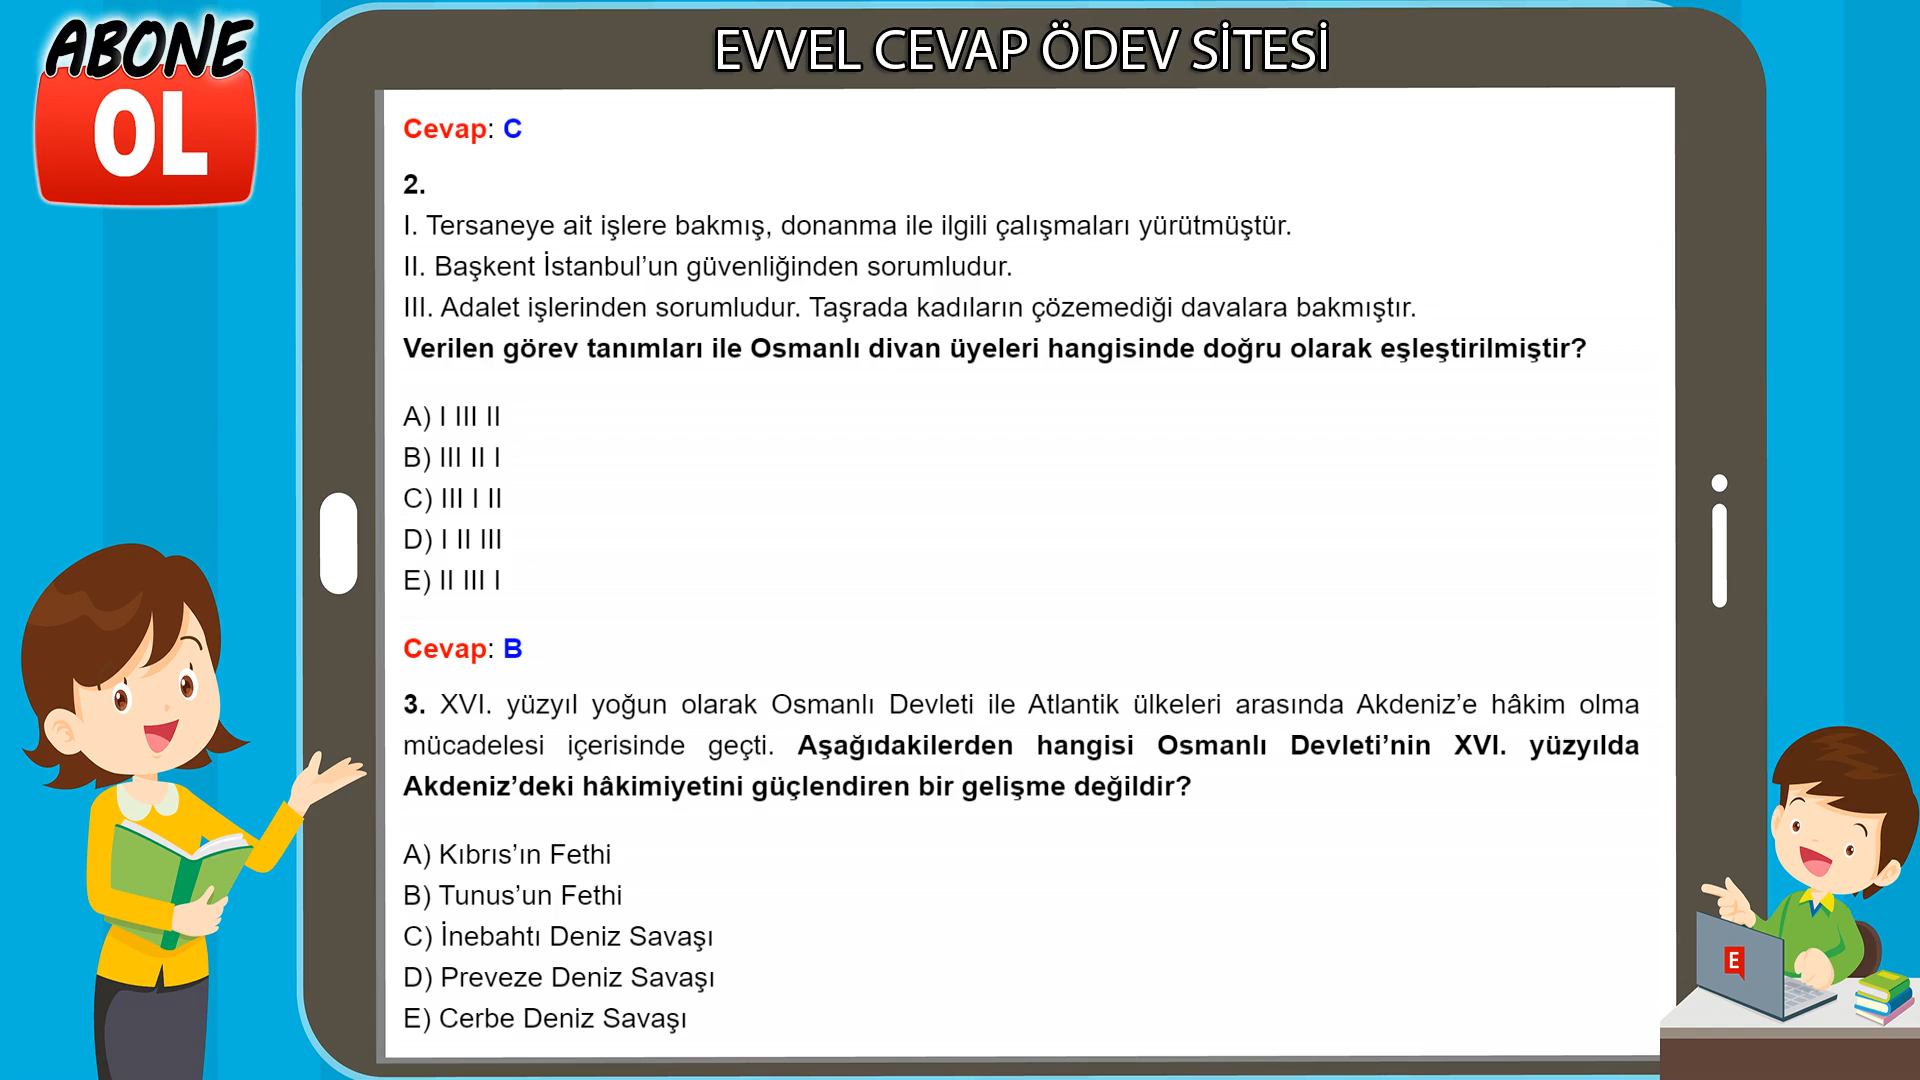 ABONE
OL
EVVEL CEVAP ÖDEV SİTESİ
Cevap: C
2.
I. Tersaneye ait işlere bakmış, donanma ile ilgili çalışmaları yürütmüştür.
II. Başkent İstanbul’un güvenliğinden sorumludur.
III. Adalet işlerinden sorumludur. Taşrada kadıların çözemediği davalara bakmıştır.
Verilen görev tanımları ile Osmanlı divan üyeleri hangisinde doğru olarak eşleştirilmiştir?
A) I III II
B) III II I
C) III I II
D) I II III
E) II III I
Cevap: B
3. XVI. yüzyıl yoğun olarak Osmanlı Devleti ile Atlantik ülkeleri arasında Akdeniz’e hâkim olma
mücadelesi içerisinde geçti. Aşağıdakilerden hangisi Osmanlı Devleti’nin XVI. yüzyılda
Akdeniz’deki hâkimiyetini güçlendiren bir gelişme değildir?
A) Kıbrıs’ın Fethi
B) Tunus’un Fethi
C) İnebahtı Deniz Savaşı
D) Preveze Deniz Savaşı
E) Cerbe Deniz Savaşı
E